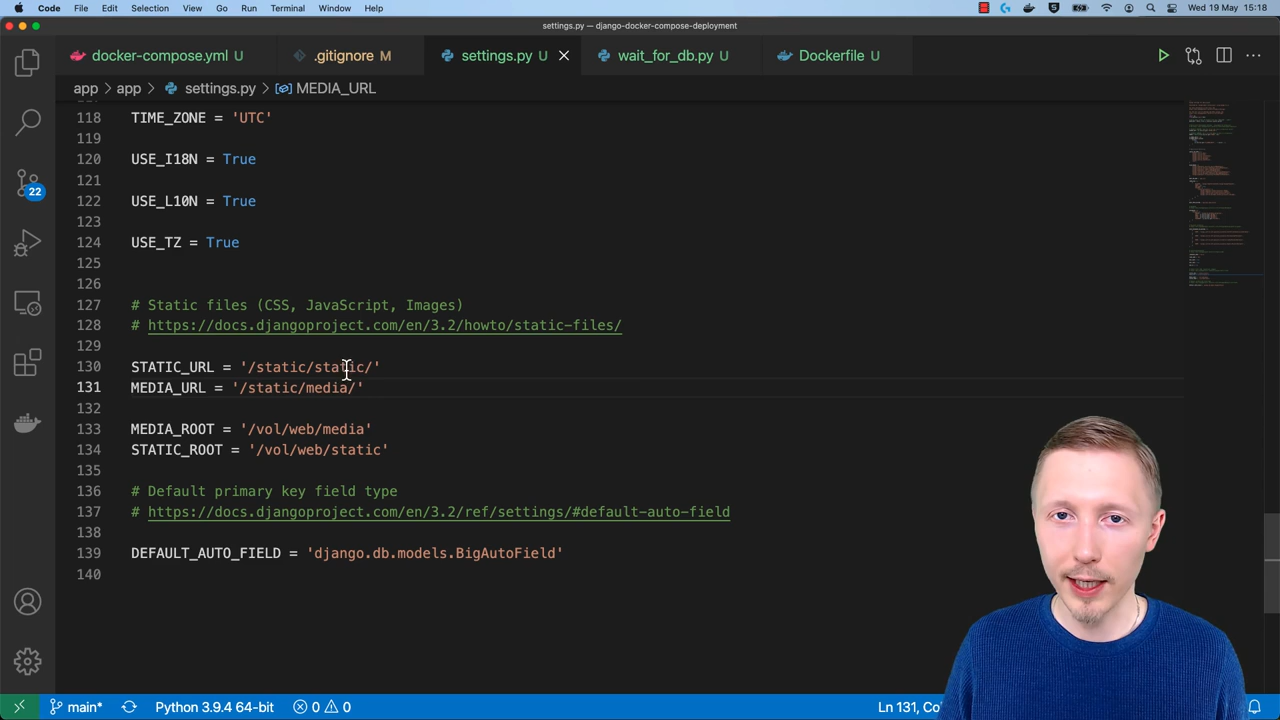 Code File Edit Selection View Go Run Terminal Window Help Wed 19 May 15:18
settings.py — django-docker-compose-deployment
docker-compose.yml U .gitignore M settings.py U wait_for_db.py U Dockerfile U
app > app > settings.py > MEDIA_URL
118 TIME_ZONE = 'UTC'
119
120 USE_I18N = True
121
122 USE_L10N = True
123
124 USE_TZ = True
125
126
127 # Static files (CSS, JavaScript, Images)
128 # https://docs.djangoproject.com/en/3.2/howto/static-files/
129
130 STATIC_URL = '/static/static/'
131 MEDIA_URL = '/static/media/'
132
133 MEDIA_ROOT = '/vol/web/media'
134 STATIC_ROOT = '/vol/web/static'
135
136 # Default primary key field type
137 # https://docs.djangoproject.com/en/3.2/ref/settings/#default-auto-field
138
139 DEFAULT_AUTO_FIELD = 'django.db.models.BigAutoField'
140
22
main* Python 3.9.4 64-bit 0 0 Ln 131,